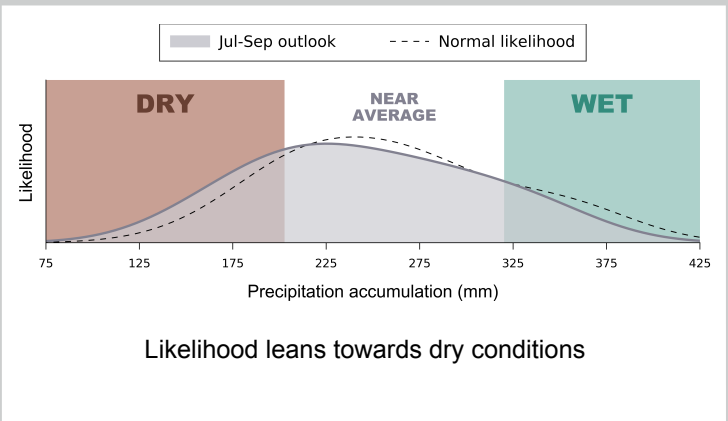 Jul-Sep outlook
Normal likelihood
DRY
NEAR
AVERAGE
WET
Likelihood
75 125 175 225 275 325 375 425
Precipitation accumulation (mm)
Likelihood leans towards dry conditions